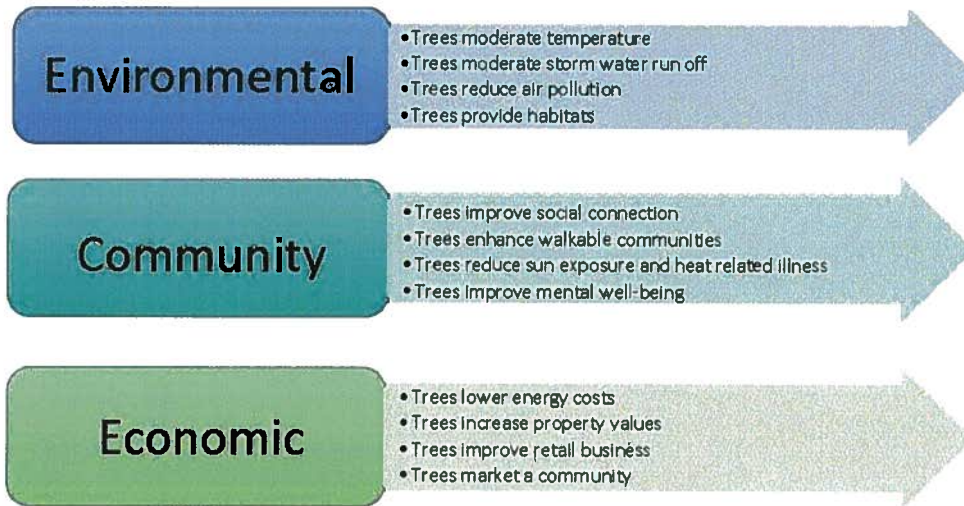 Environmental
•Trees moderate temperature
•Trees moderate storm water run off
•Trees reduce air pollution
•Trees provide habitats
Community
•Trees improve social connection
•Trees enhance walkable communities
•Trees reduce sun exposure and heat related illness
•Trees improve mental well-being
Economic
•Trees lower energy costs
•Trees increase property values
•Trees improve retail business
•Trees market a community